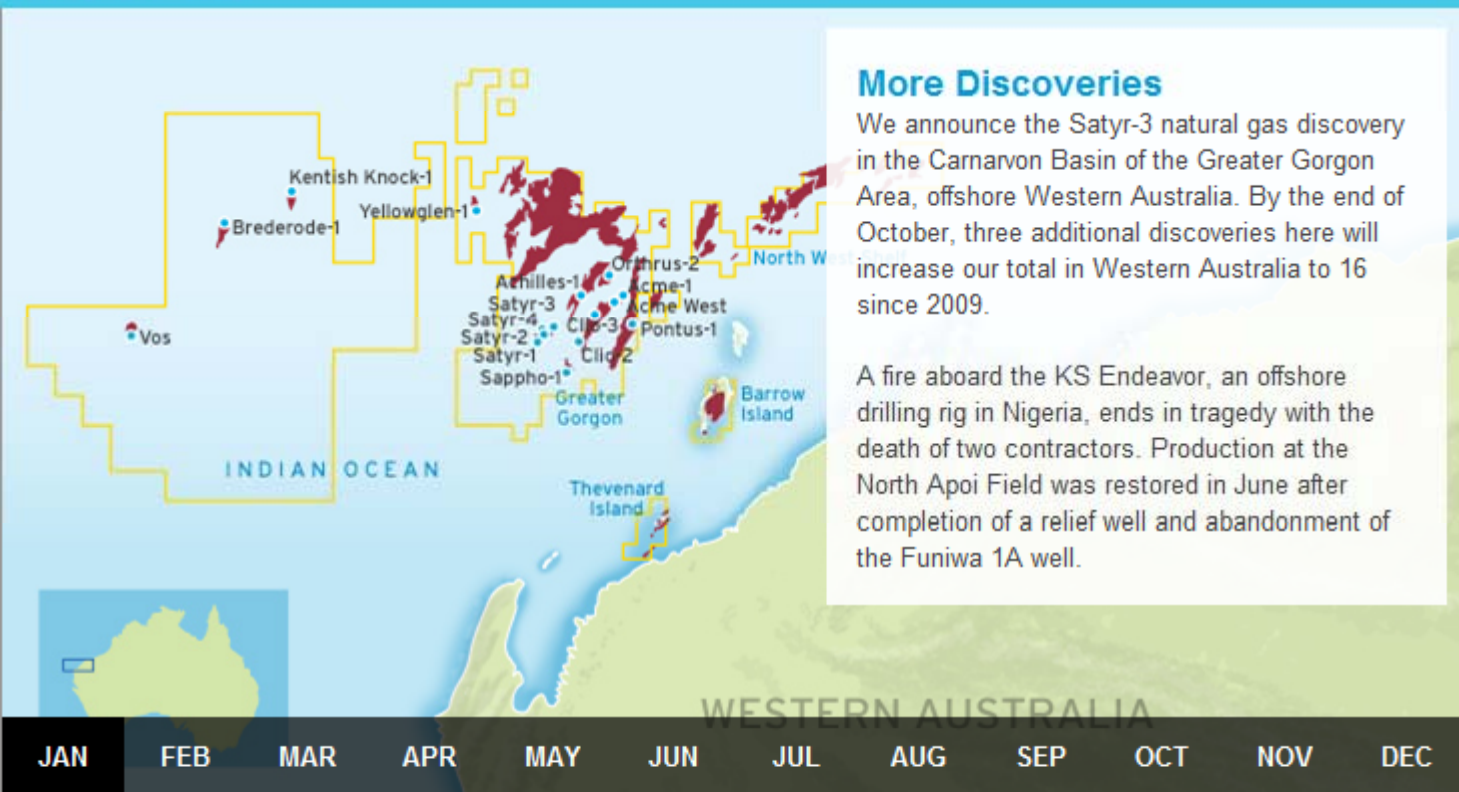 More Discoveries
We announce the Satyr-3 natural gas discovery
in the Carnarvon Basin of the Greater Gorgon
Area, offshore Western Australia. By the end of
October, three additional discoveries here will
increase our total in Western Australia to 16
since 2009.
A fire aboard the KS Endeavor, an offshore
drilling rig in Nigeria, ends in tragedy with the
death of two contractors. Production at the
North Apoi Field was restored in June after
completion of a relief well and abandonment of
the Funiwa 1A well.
Kentish Knock-1
Yellowglen-1
Brederode-1
North West Shelf
Orthrus-2
Achilles-1
Acme-1
Satyr-3
Acme West
Satyr-4
Clio-3
Pontus-1
Satyr-2
Vos
Satyr-1
Clio-2
Sappho-1
Greater
Gorgon
Barrow
Island
INDIAN OCEAN
Thevenard
Island
WESTERN AUSTRALIA
JAN FEB MAR APR MAY JUN JUL AUG SEP OCT NOV DEC